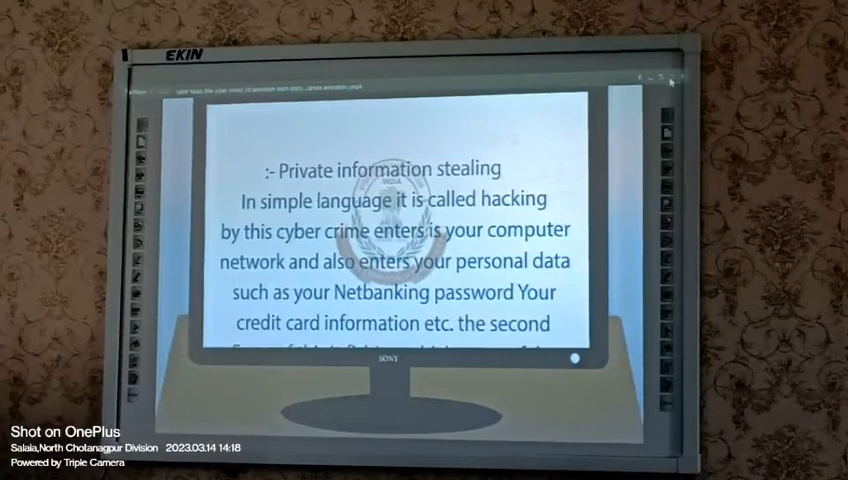 EKIN
:- Private information stealing
In simple language it is called hacking
by this cyber crime enters is your computer
network and also enters your personal data
such as your Netbanking password Your
credit card information etc. the second
SONY
INDIA
Shot on OnePlus
Salaia,North Chotanagpur Division 2023.03.14 14:18
Powered by Triple Camera